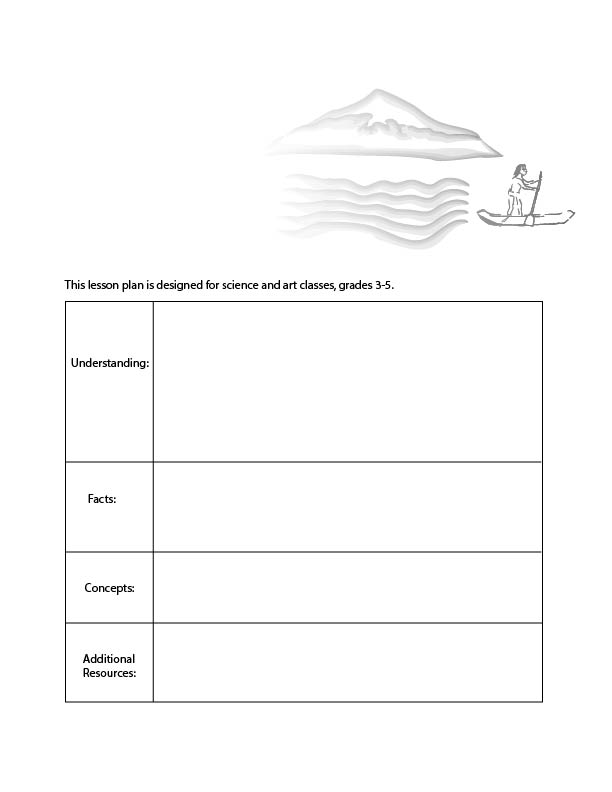 This lesson plan is designed for science and art classes, grades 3-5.
Understanding:
Facts:
Concepts:
Additional
Resources: